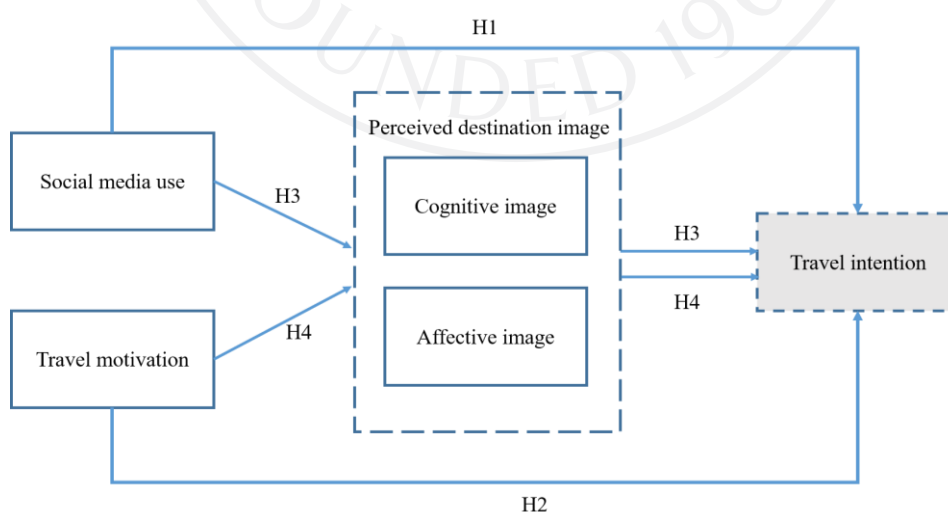 H1
Perceived destination image
Social media use
H3
Cognitive image
H3
Travel intention
H4
H4
Travel motivation
Affective image
H2